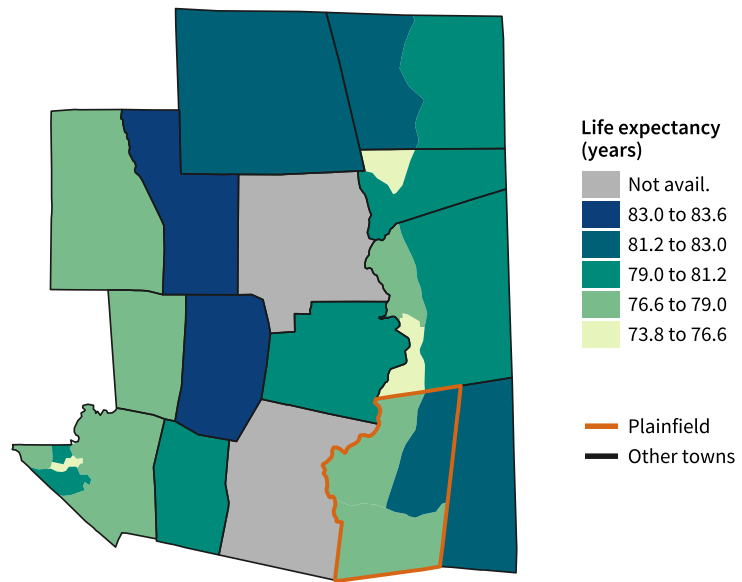 Life expectancy
(years)
Not avail.
83.0 to 83.6
81.2 to 83.0
79.0 to 81.2
76.6 to 79.0
73.8 to 76.6
Plainfield
Other towns